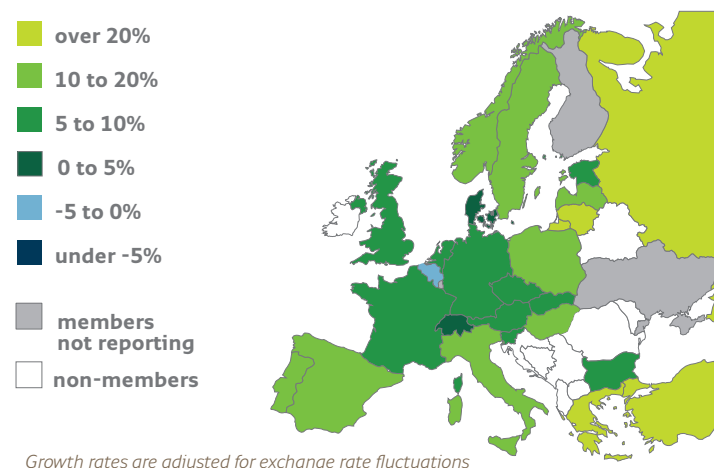 over 20%
10 to 20%
5 to 10%
0 to 5%
-5 to 0%
under -5%
members
not reporting
non-members
Growth rates are adjusted for exchange rate fluctuations